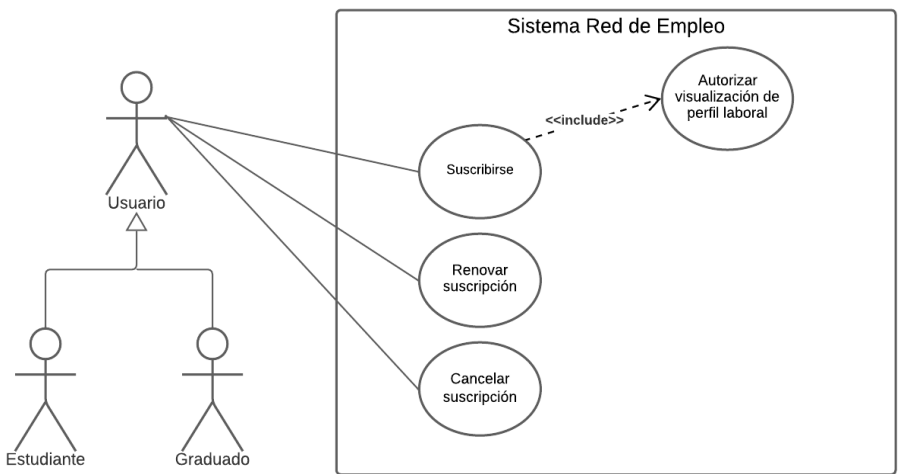 Sistema Red de Empleo
Autorizar
visualización de
perfil laboral
<<include>>
Suscribirse
Usuario
Renovar
suscripción
Cancelar
suscripción
Estudiante
Graduado